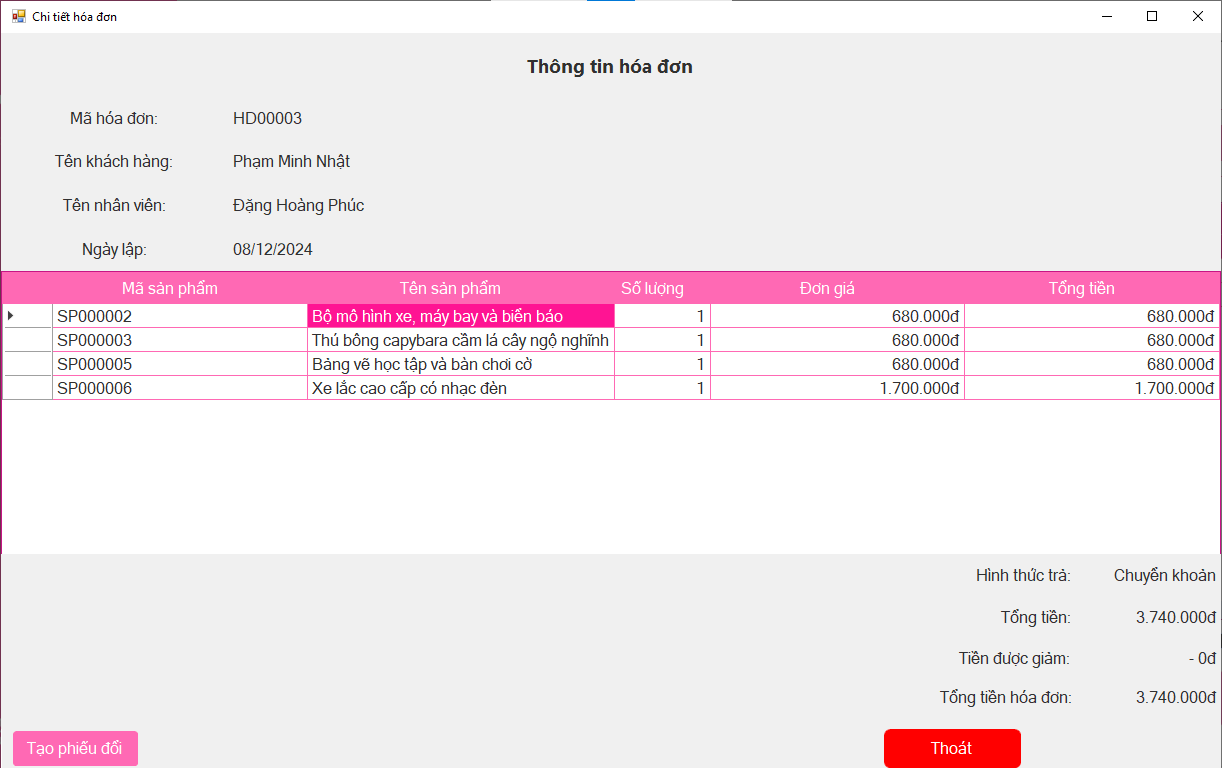 Chi tiết hóa đơn
Thông tin hóa đơn
Mã hóa đơn: HD00003
Tên khách hàng: Phạm Minh Nhật
Tên nhân viên: Đặng Hoàng Phúc
Ngày lập: 08/12/2024
Mã sản phẩm Tên sản phẩm Số lượng Đơn giá Tổng tiền
SP000002 Bộ mô hình xe, máy bay và biển báo 1 680.000đ 680.000đ
SP000003 Thú bông capybara cầm lá cây ngộ nghĩnh 1 680.000đ 680.000đ
SP000005 Bảng vẽ học tập và bàn chơi cờ 1 680.000đ 680.000đ
SP000006 Xe lắc cao cấp có nhạc đèn 1 1.700.000đ 1.700.000đ
Hình thức trả: Chuyển khoản
Tổng tiền: 3.740.000đ
Tiền được giảm: - 0đ
Tổng tiền hóa đơn: 3.740.000đ
Tạo phiếu đổi Thoát